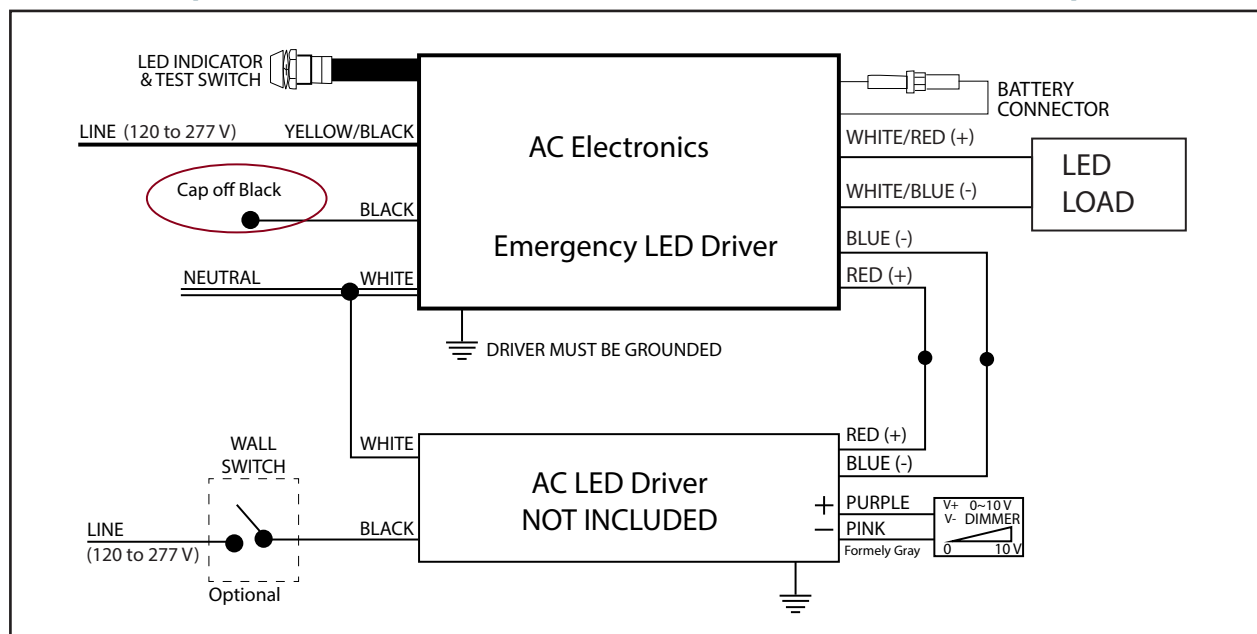 LED INDICATOR
& TEST SWITCH
BATTERY
CONNECTOR
LINE (120 to 277 V)
YELLOW/BLACK
AC Electronics
Emergency LED Driver
WHITE/RED (+)
WHITE/BLUE (-)
LED
LOAD
Cap off Black
BLACK
BLUE (-)
RED (+)
NEUTRAL
WHITE
DRIVER MUST BE GROUNDED
WHITE
WALL
SWITCH
AC LED Driver
NOT INCLUDED
RED (+)
BLUE (-)
+ PURPLE
− PINK
Formely Gray
V+ 0~10 V
V- DIMMER
0 10 V
LINE
(120 to 277 V)
BLACK
Optional